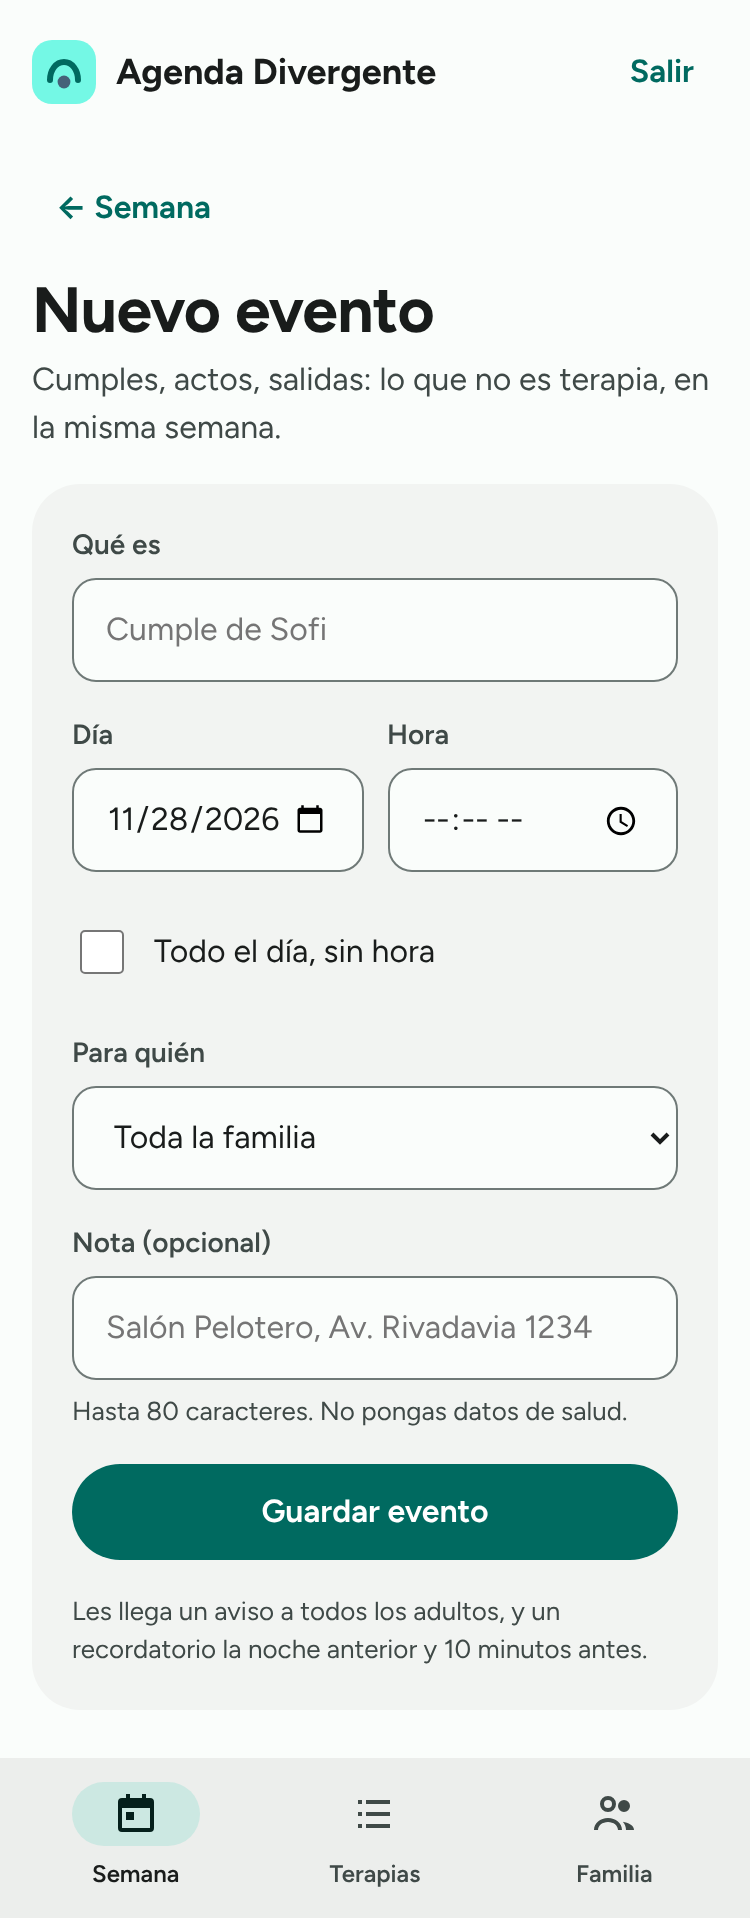 Agenda Divergente
Salir
← Semana
Nuevo evento
Cumples, actos, salidas: lo que no es terapia, en
la misma semana.
Qué es
Cumple de Sofi
Día
Hora
11/28/2026
--:-- --
Todo el día, sin hora
Para quién
Toda la familia
Nota (opcional)
Salón Pelotero, Av. Rivadavia 1234
Hasta 80 caracteres. No pongas datos de salud.
Guardar evento
Les llega un aviso a todos los adultos, y un
recordatorio la noche anterior y 10 minutos antes.
Semana
Terapias
Familia